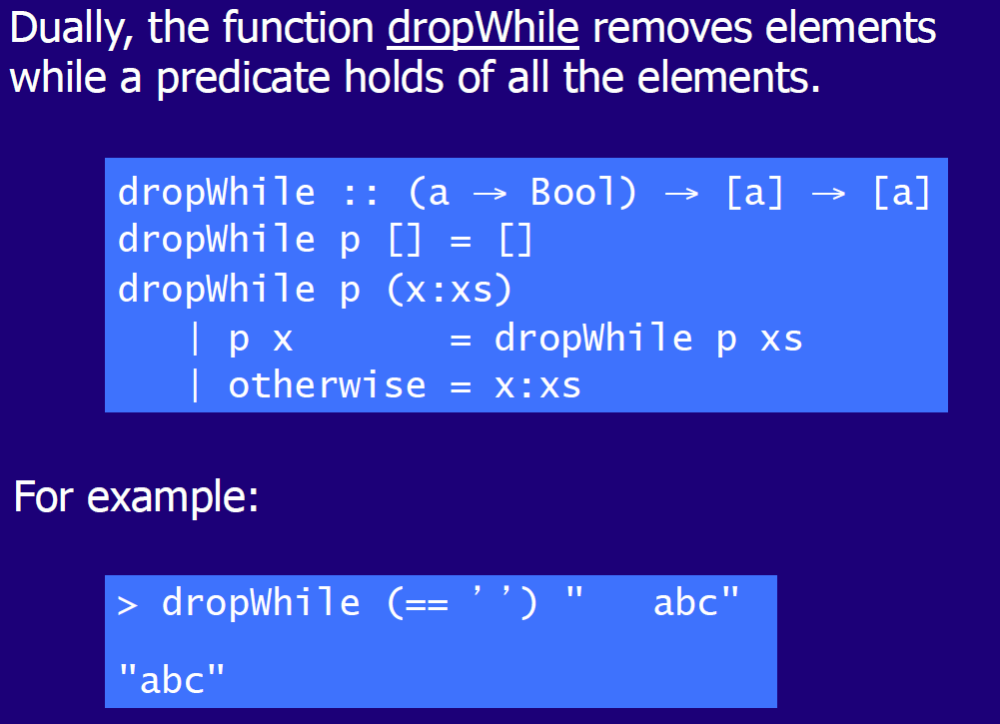 Dually, the function dropWhile removes elements
while a predicate holds of all the elements.
dropWhile :: (a → Bool) → [a] → [a]
dropWhile p [] = []
dropWhile p (x:xs)
   | p x       = dropWhile p xs
   | otherwise = x:xs
For example:
> dropWhile (== ’ ’) "   abc"
"abc"